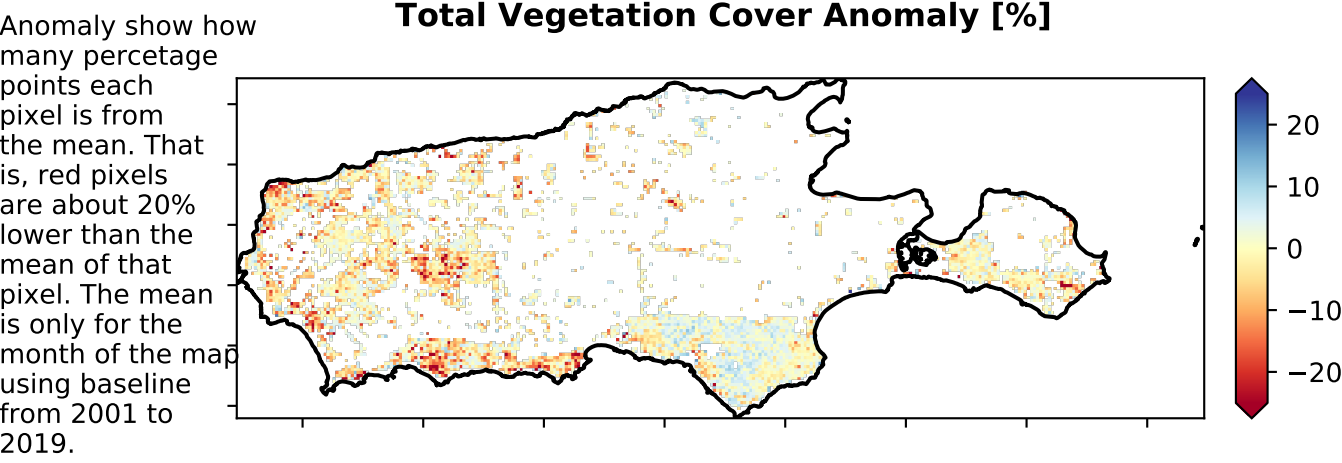 Total Vegetation Cover Anomaly [%]
Anomaly show how
many percetage
points each
pixel is from
the mean. That
is, red pixels
are about 20%
lower than the
mean of that
pixel. The mean
is only for the
month of the map
using baseline
from 2001 to
2019.
20
10
0
−10
−20